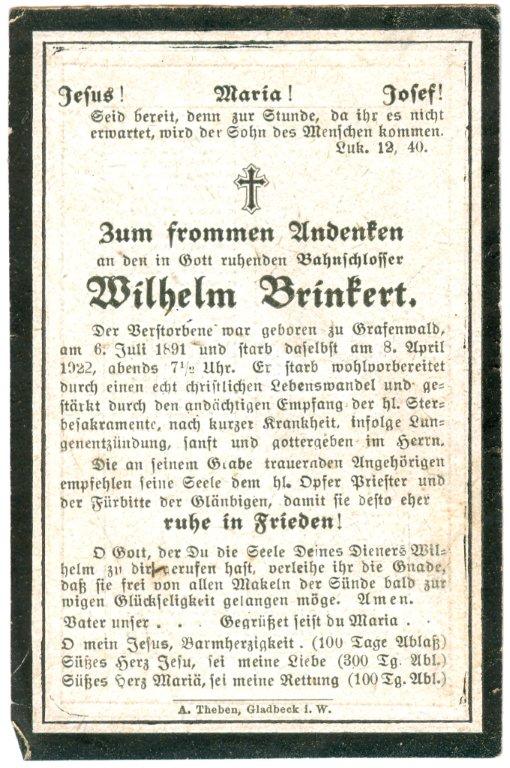 Jesus! Maria! Josef!
Seid bereit, denn zur Stunde, da ihr es nicht
erwartet, wird der Sohn des Menschen kommen.
Luk. 12, 40.
Zum frommen Andenken
an den in Gott ruhenden Bahnschlosser
Wilhelm Brinkert.
Der Verstorbene war geboren zu Grafenwald,
am 6. Juli 1891 und starb daselbst am 8. April
1922, abends 7½ Uhr. Er starb wohlvorbereitet
durch einen echt christlichen Lebenswandel und ge-
stärkt durch den andächtigen Empfang der hl. Ster-
besakramente, nach kurzer Krankheit, infolge Lun-
genentzündung, sanft und gottergeben im Herrn.
Die an seinem Grabe trauernden Angehörigen
empfehlen seine Seele dem hl. Opfer Priester und
der Fürbitte der Gläubigen, damit sie desto eher
ruhe in Frieden!
O Gott, der Du die Seele Deines Dieners Wil-
helm zu dir gerufen hast, verleihe ihr die Gnade,
daß sie frei von allen Makeln der Sünde bald zur
wigen Glückseligkeit gelangen möge. Amen.
Vater unser . . . Gegrüßet seist du Maria . .
O mein Jesus, Barmherzigkeit. (100 Tage Ablaß)
Süßes Herz Jesu, sei meine Liebe (300 Tg. Abl.)
Süßes Herz Mariä, sei meine Rettung (100 Tg. Abl.)
A. Theben, Gladbeck i. W.